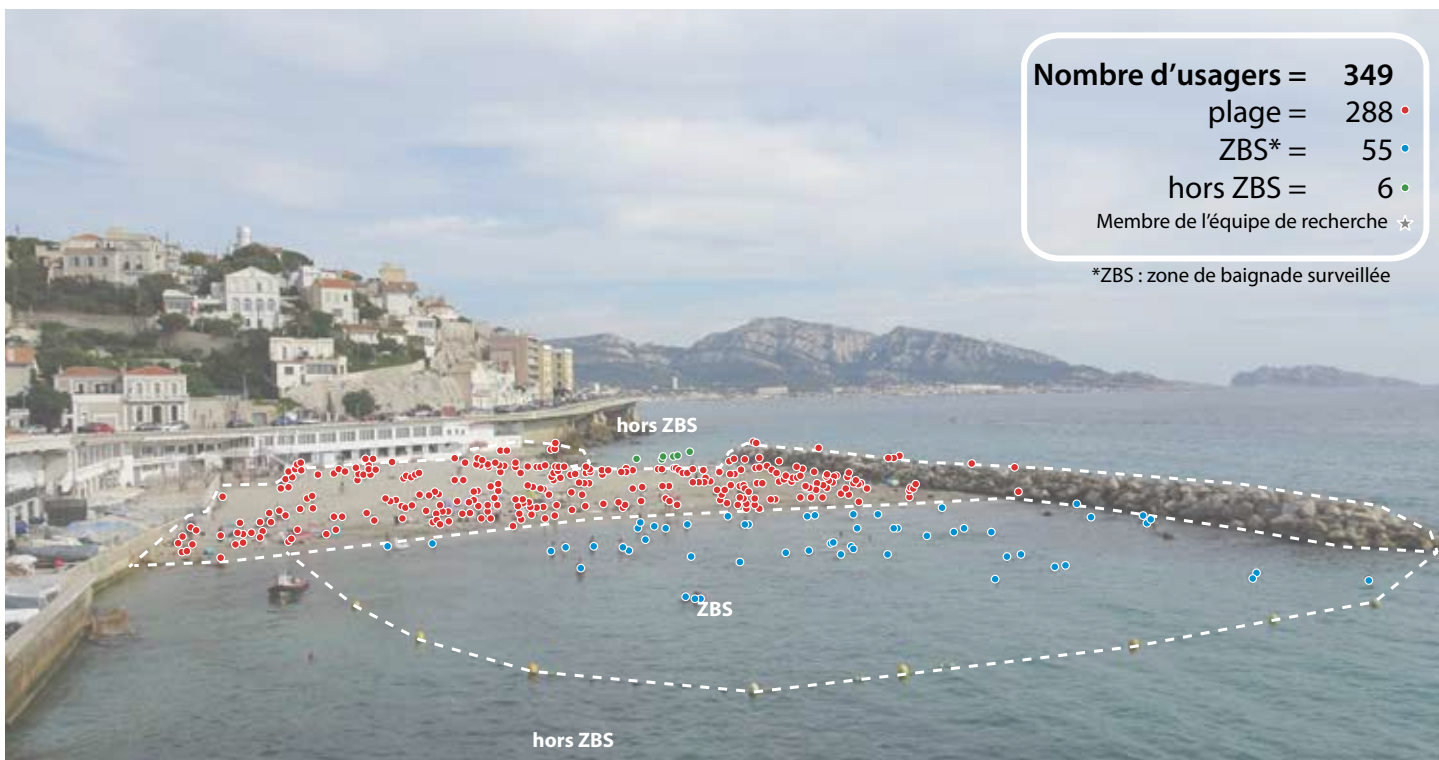 Nombre d’usagers = 349
plage = 288
ZBS* = 55
hors ZBS = 6
Membre de l’équipe de recherche
*ZBS : zone de baignade surveillée
hors ZBS
ZBS
hors ZBS